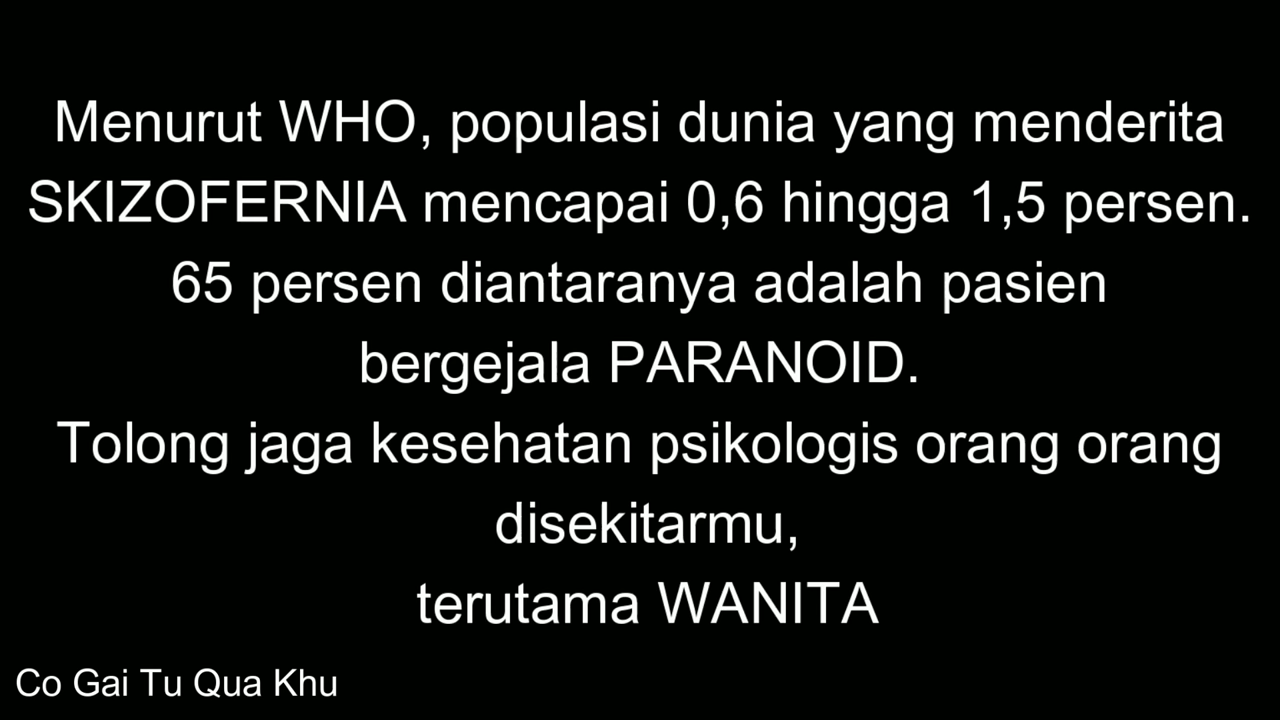 Menurut WHO, populasi dunia yang menderita
SKIZOFERNIA mencapai 0,6 hingga 1,5 persen.
65 persen diantaranya adalah pasien
bergejala PARANOID.
Tolong jaga kesehatan psikologis orang orang
disekitarmu,
terutama WANITA
Co Gai Tu Qua Khu